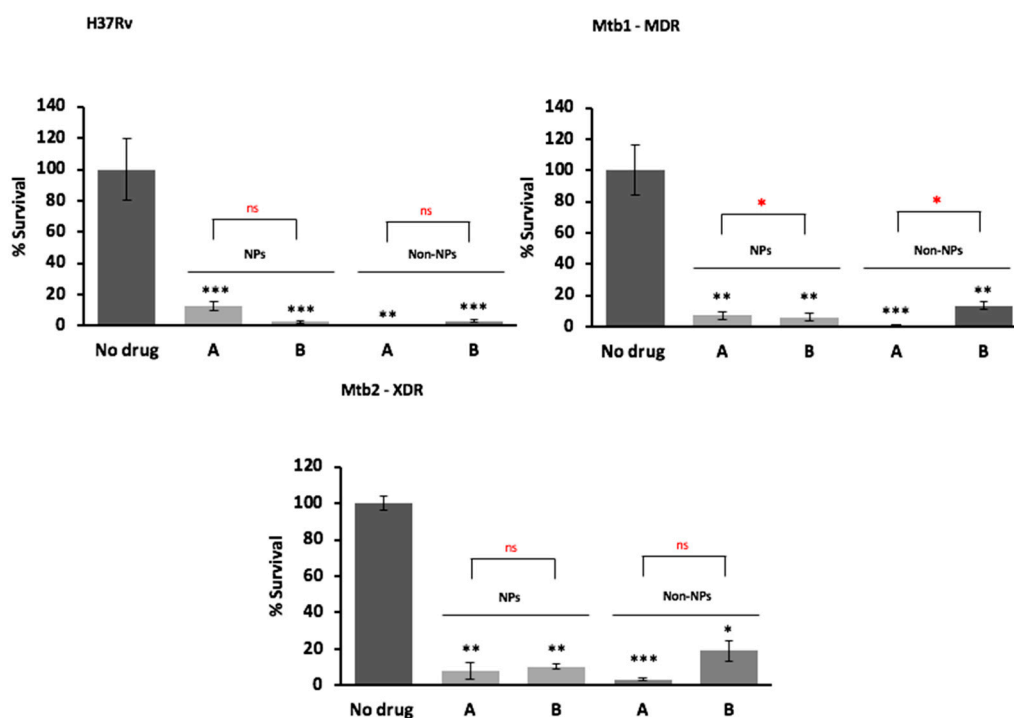 H37Rv
140
120
100
80
60
40
20
0
% Survival
ns
ns
NPs
Non-NPs
***
***
**
***
No drug A B A B
Mtb1 - MDR
140
120
100
80
60
40
20
0
% Survival
*
*
NPs
Non-NPs
**
**
***
**
No drug A B A B
Mtb2 - XDR
120
100
80
60
40
20
0
% Survival
ns
ns
NPs
Non-NPs
**
**
***
*
No drug A B A B